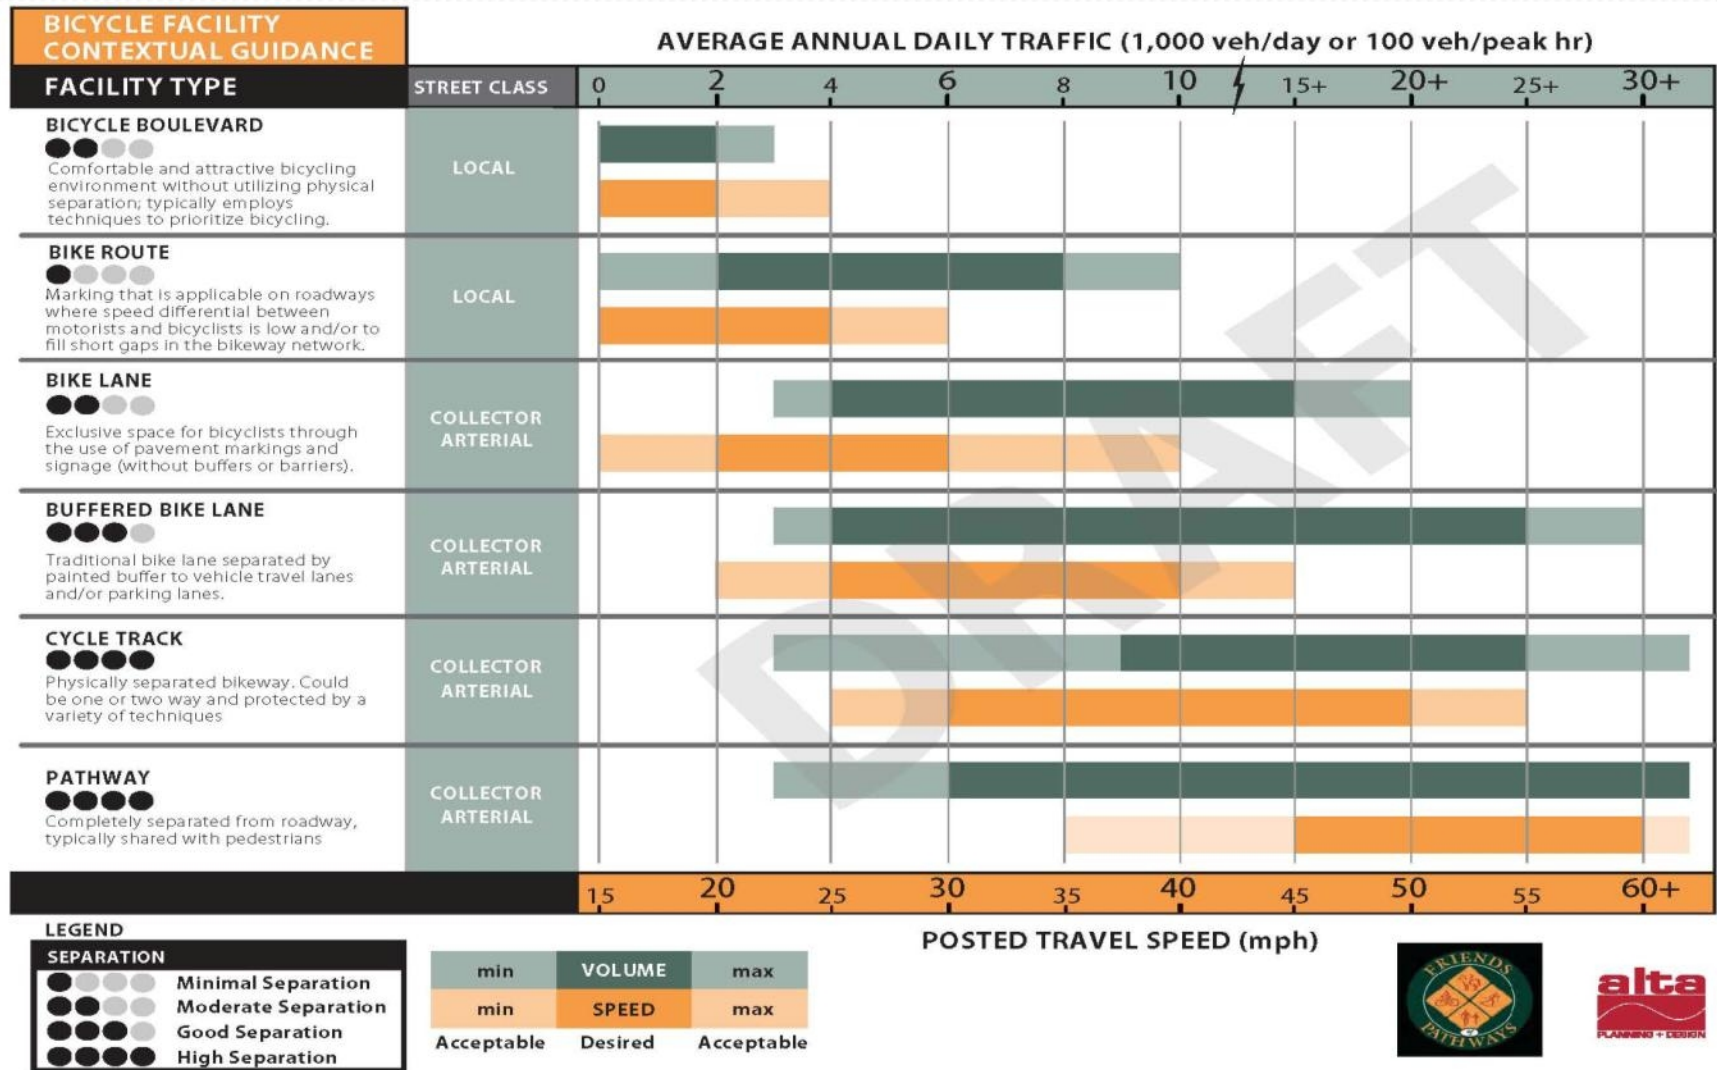 BICYCLE FACILITY
CONTEXTUAL GUIDANCE
AVERAGE ANNUAL DAILY TRAFFIC (1,000 veh/day or 100 veh/peak hr)
FACILITY TYPE
STREET CLASS
0 2 4 6 8 10 15+ 20+ 25+ 30+
BICYCLE BOULEVARD
Comfortable and attractive bicycling
environment without utilizing physical
separation; typically employs
techniques to prioritize bicycling.
LOCAL
BIKE ROUTE
Marking that is applicable on roadways
where speed differential between
motorists and bicyclists is low and/or to
fill short gaps in the bikeway network.
LOCAL
BIKE LANE
Exclusive space for bicyclists through
the use of pavement markings and
signage (without buffers or barriers).
COLLECTOR
ARTERIAL
BUFFERED BIKE LANE
Traditional bike lane separated by
painted buffer to vehicle travel lanes
and/or parking lanes.
COLLECTOR
ARTERIAL
CYCLE TRACK
Physically separated bikeway. Could
be one or two way and protected by a
variety of techniques
COLLECTOR
ARTERIAL
PATHWAY
Completely separated from roadway,
typically shared with pedestrians
COLLECTOR
ARTERIAL
DRAFT
15 20 25 30 35 40 45 50 55 60+
POSTED TRAVEL SPEED (mph)
LEGEND
SEPARATION
Minimal Separation
Moderate Separation
Good Separation
High Separation
min VOLUME max
min SPEED max
Acceptable Desired Acceptable
FRIENDS
PATHWAYS
alta
PLANNING + DESIGN